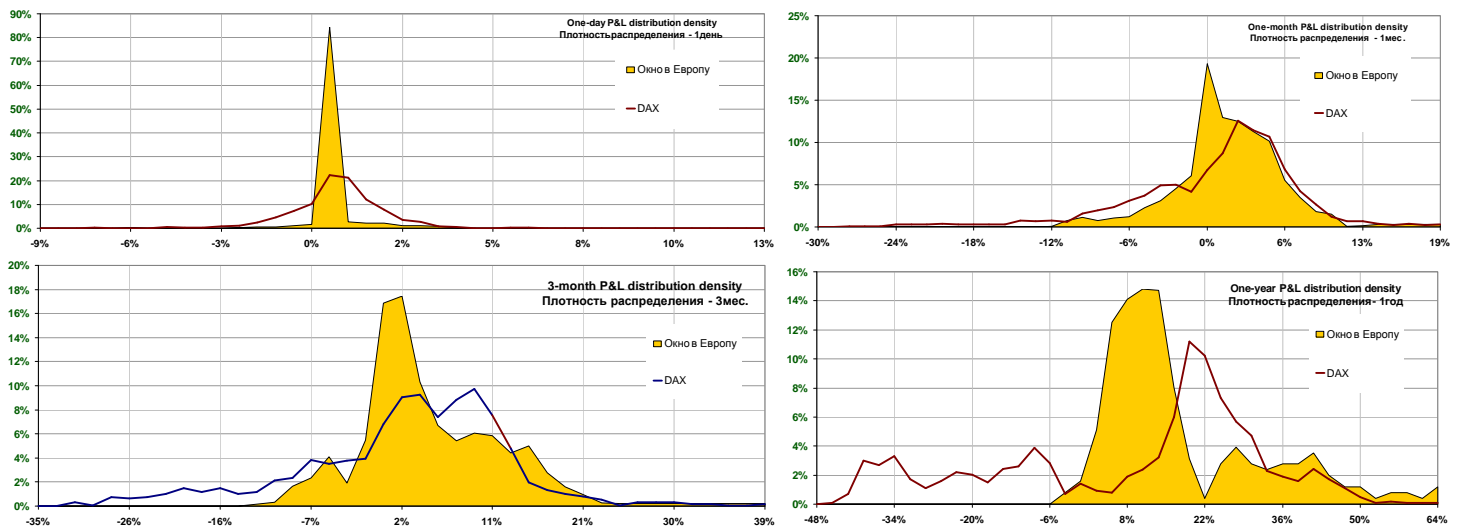 One-day P&L distribution density
Плотность распределения - 1день
90%
80%
70%
60%
50%
40%
30%
20%
10%
0%
Окно в Европу
DAX
-9% -6% -3% 0% 2% 5% 8% 10% 13%
One-month P&L distribution density
Плотность распределения - 1мес.
25%
20%
15%
10%
5%
0%
Окно в Европу
DAX
-30% -24% -18% -12% -6% 0% 6% 13% 19%
3-month P&L distribution density
Плотность распределения - 3мес.
20%
18%
16%
14%
12%
10%
8%
6%
4%
2%
0%
Окно в Европу
DAX
-35% -26% -16% -7% 2% 11% 21% 30% 39%
One-year P&L distribution density
Плотность распределения- 1год
16%
14%
12%
10%
8%
6%
4%
2%
0%
Окно в Европу
DAX
-48% -34% -20% -6% 8% 22% 36% 50% 64%